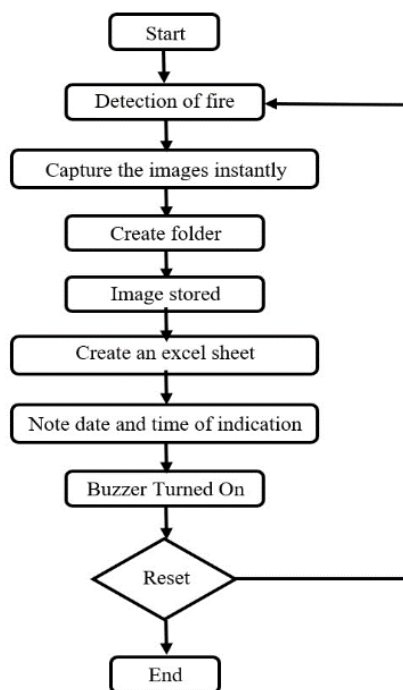 Start
Detection of fire
Capture the images instantly
Create folder
Image stored
Create an excel sheet
Note date and time of indication
Buzzer Turned On
Reset
End